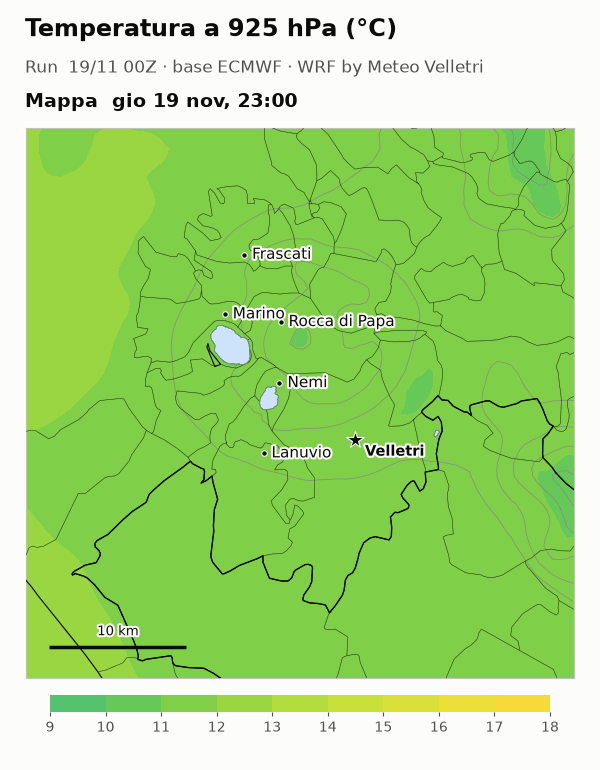 Temperatura a 925 hPa (°C)
Run  19/11 00Z · base ECMWF · WRF by Meteo Velletri
Mappa  gio 19 nov, 23:00
Frascati
Marino
Rocca di Papa
Nemi
Velletri
Lanuvio
10 km
9 10 11 12 13 14 15 16 17 18